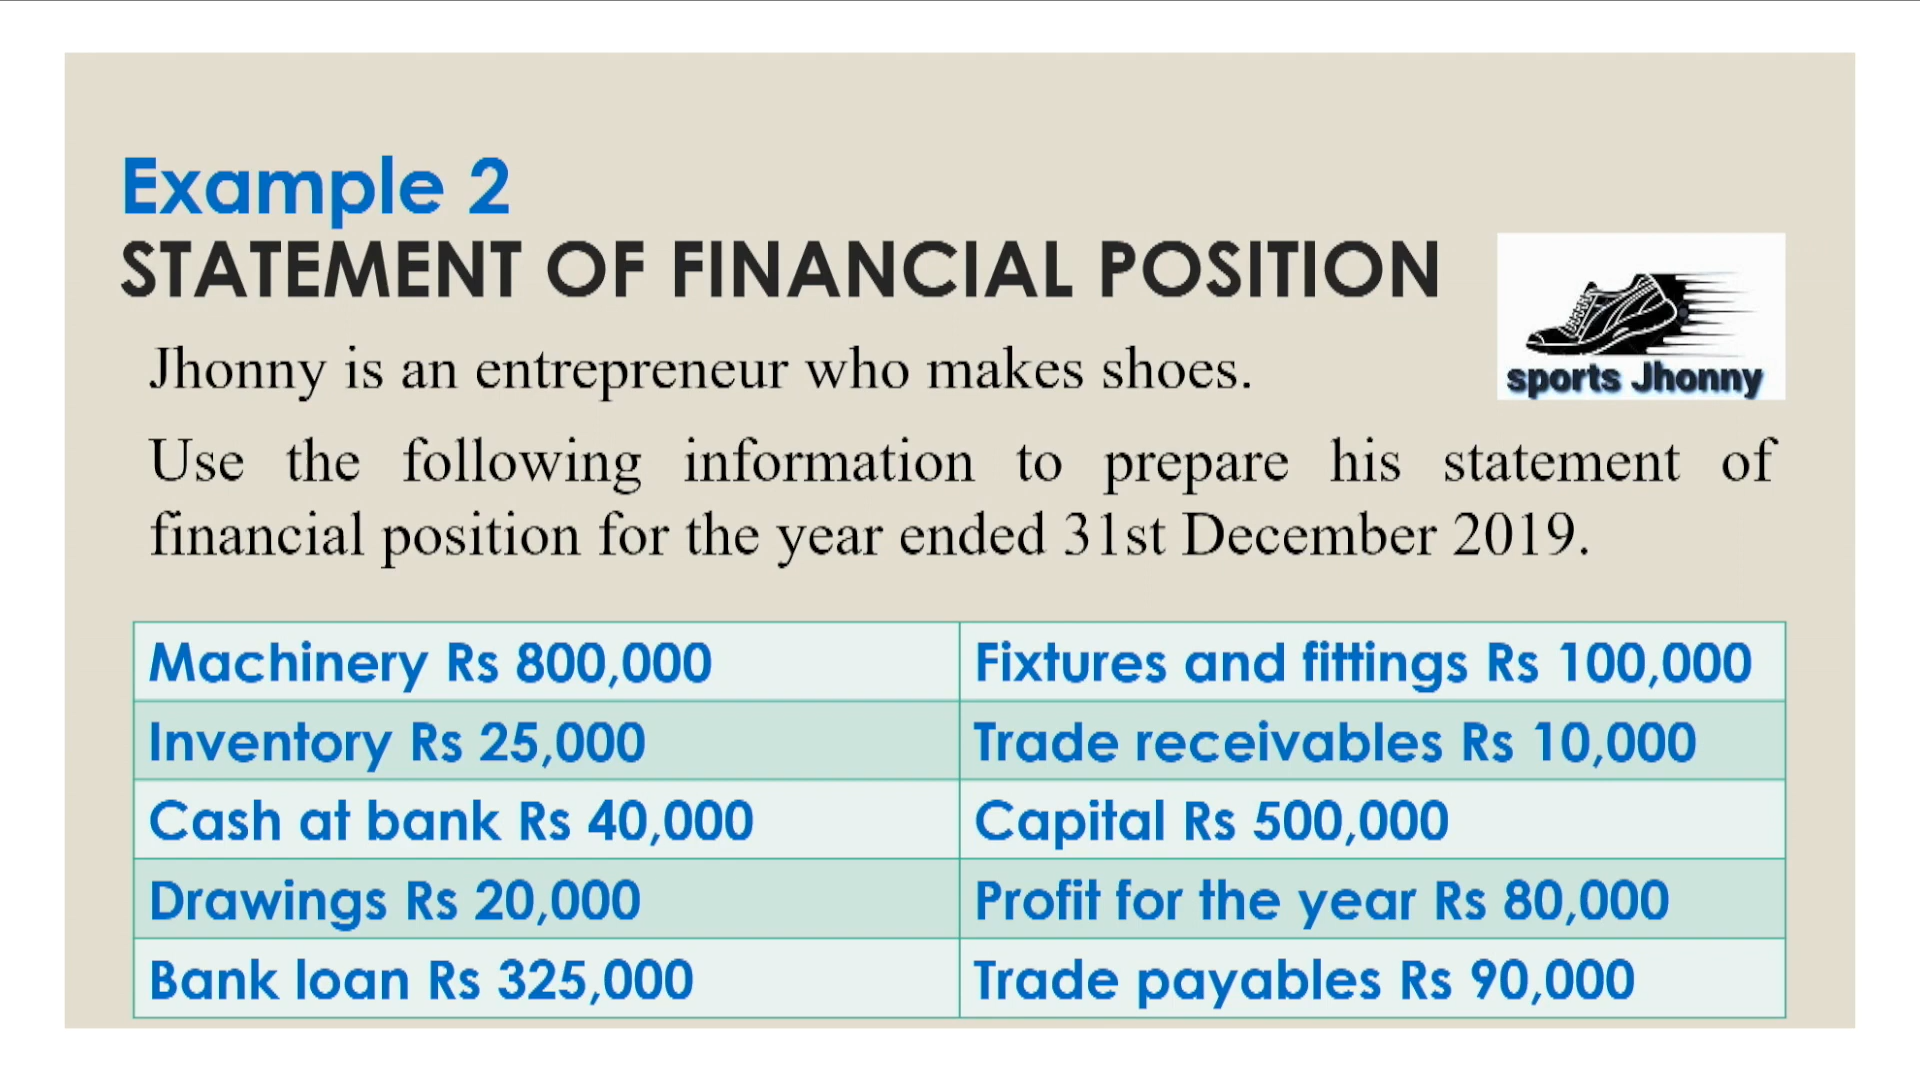 Example 2
STATEMENT OF FINANCIAL POSITION
sports Jhonny
Jhonny is an entrepreneur who makes shoes.
Use the following information to prepare his statement of
financial position for the year ended 31st December 2019.
Machinery Rs 800,000
Fixtures and fittings Rs 100,000
Inventory Rs 25,000
Trade receivables Rs 10,000
Cash at bank Rs 40,000
Capital Rs 500,000
Drawings Rs 20,000
Profit for the year Rs 80,000
Bank loan Rs 325,000
Trade payables Rs 90,000